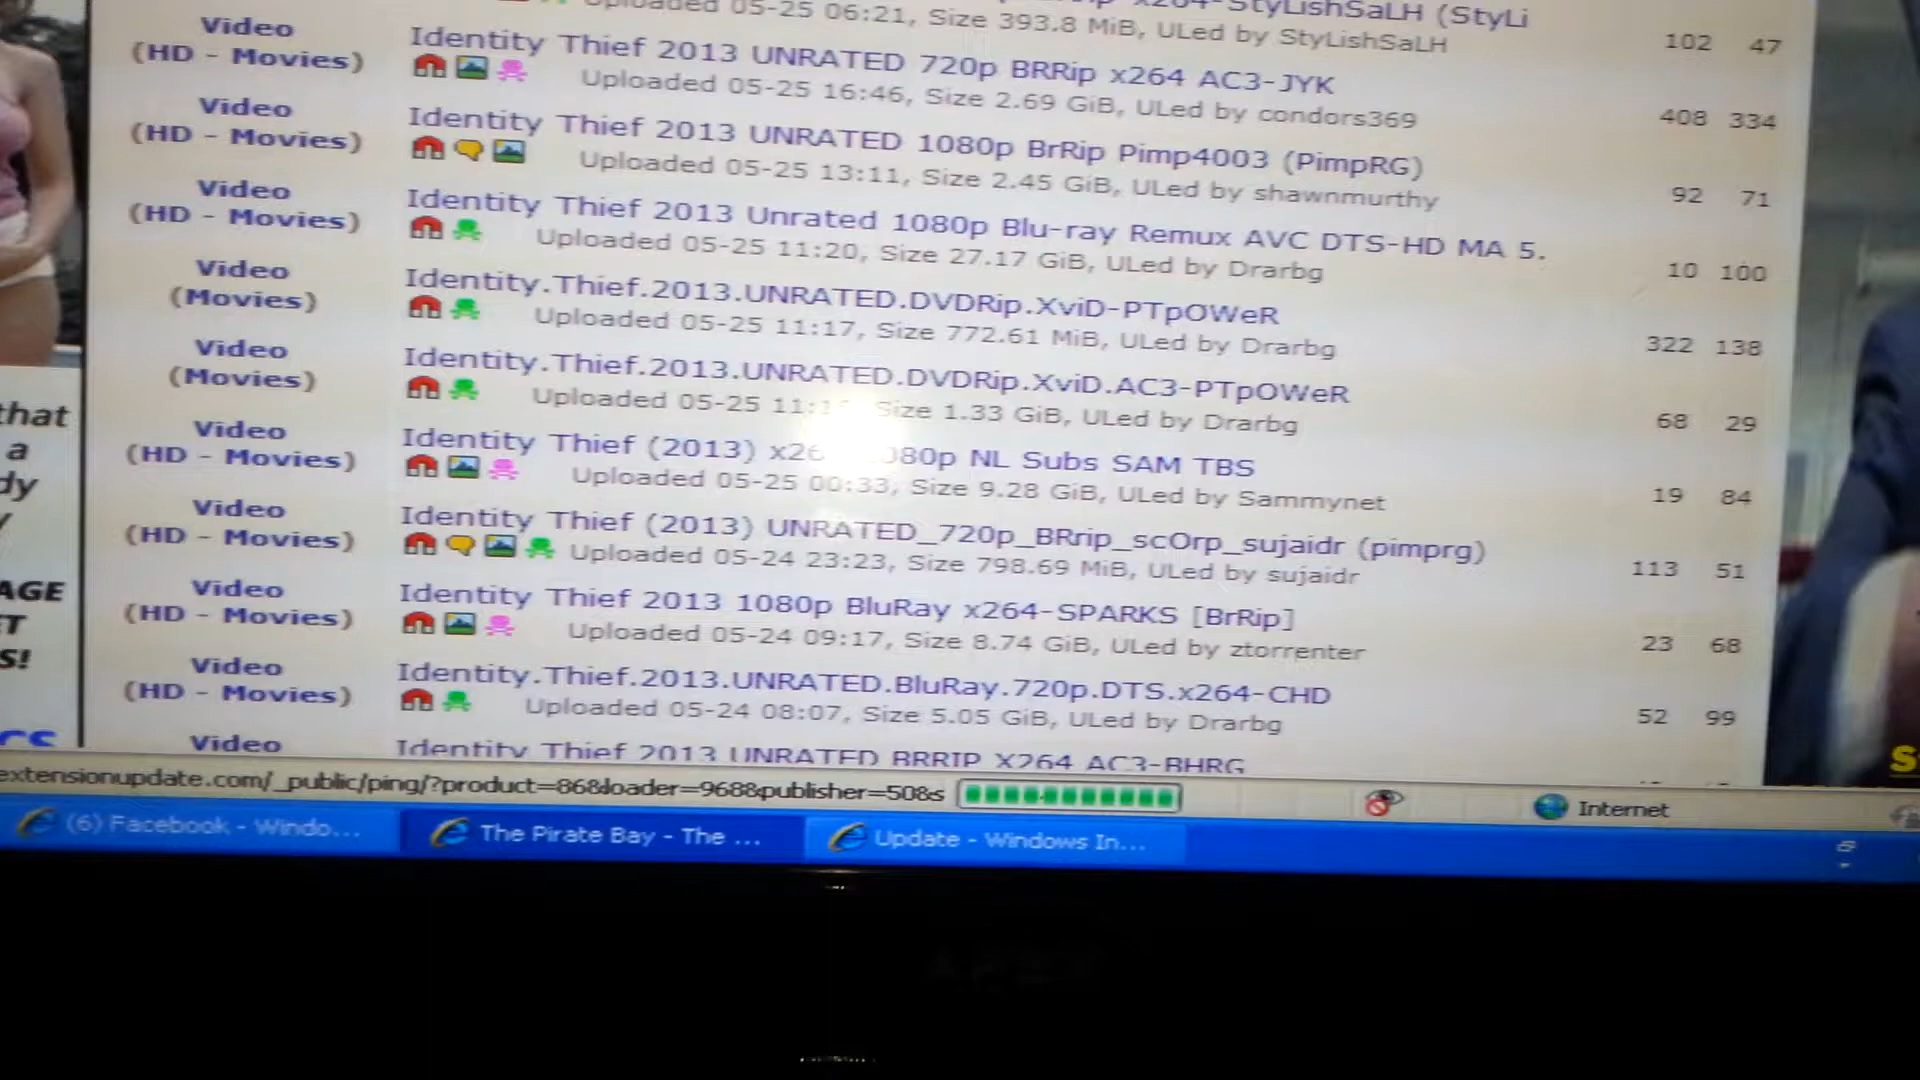 StyLishSaLH (StyLi
Uploaded 05-25 06:21, Size 393.8 MiB, ULed by StyLishSaLH
102 47
Video
(HD - Movies)
Identity Thief 2013 UNRATED 720p BRRip x264 AC3-JYK
Uploaded 05-25 16:46, Size 2.69 GiB, ULed by condors369
408 334
Video
(HD - Movies)
Identity Thief 2013 UNRATED 1080p BrRip Pimp4003 (PimpRG)
Uploaded 05-25 13:11, Size 2.45 GiB, ULed by shawnmurthy
92 71
Video
(HD - Movies)
Identity Thief 2013 Unrated 1080p Blu-ray Remux AVC DTS-HD MA 5.
Uploaded 05-25 11:20, Size 27.17 GiB, ULed by Drarbg
10 100
Video
(Movies)
Identity.Thief.2013.UNRATED.DVDRip.XviD-PTpOWeR
Uploaded 05-25 11:17, Size 772.61 MiB, ULed by Drarbg
322 138
Video
(Movies)
Identity.Thief.2013.UNRATED.DVDRip.XviD.AC3-PTpOWeR
Uploaded 05-25 Size 1.33 GiB, ULed by Drarbg
68 29
Video
(HD - Movies)
Identity Thief (2013) NL Subs SAM TBS
Uploaded 05-25 00:33, Size 9.28 GiB, ULed by Sammynet
19 84
Video
(HD - Movies)
Identity Thief (2013) UNRATED_720p_BRrip_scOrp_sujaidr (pimprg)
Uploaded 05-24 23:23, Size 798.69 MiB, ULed by sujaidr
113 51
Video
(HD - Movies)
Identity Thief 2013 1080p BluRay x264-SPARKS [BrRip]
Uploaded 05-24 09:17, Size 8.74 GiB, ULed by ztorrenter
23 68
Video
(HD - Movies)
Identity.Thief.2013.UNRATED.BluRay.720p.DTS.x264-CHD
Uploaded 05-24 08:07, Size 5.05 GiB, ULed by Drarbg
52 99
Video
Identity Thief 2013 UNRATED BRRIP X264 AC3-BHRG
that
a
dy
y
AGE
ET
S!
CS
S
extensionupdate.com/_public/ping/?product=86&loader=968&publisher=508&s
Internet
(6) Facebook - Windo...
The Pirate Bay - The ...
Update - Windows In...